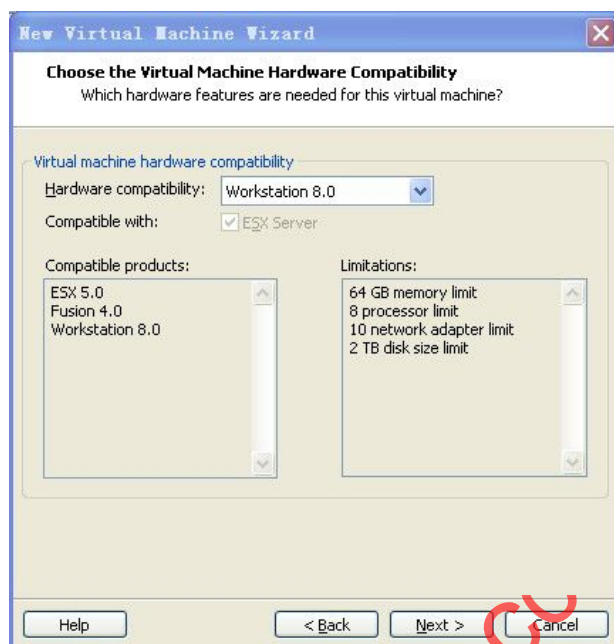 New Virtual Machine Wizard
Choose the Virtual Machine Hardware Compatibility
Which hardware features are needed for this virtual machine?
Virtual machine hardware compatibility
Hardware compatibility: Workstation 8.0
Compatible with: ESX Server
Compatible products:
ESX 5.0
Fusion 4.0
Workstation 8.0
Limitations:
64 GB memory limit
8 processor limit
10 network adapter limit
2 TB disk size limit
Help < Back Next > Cancel